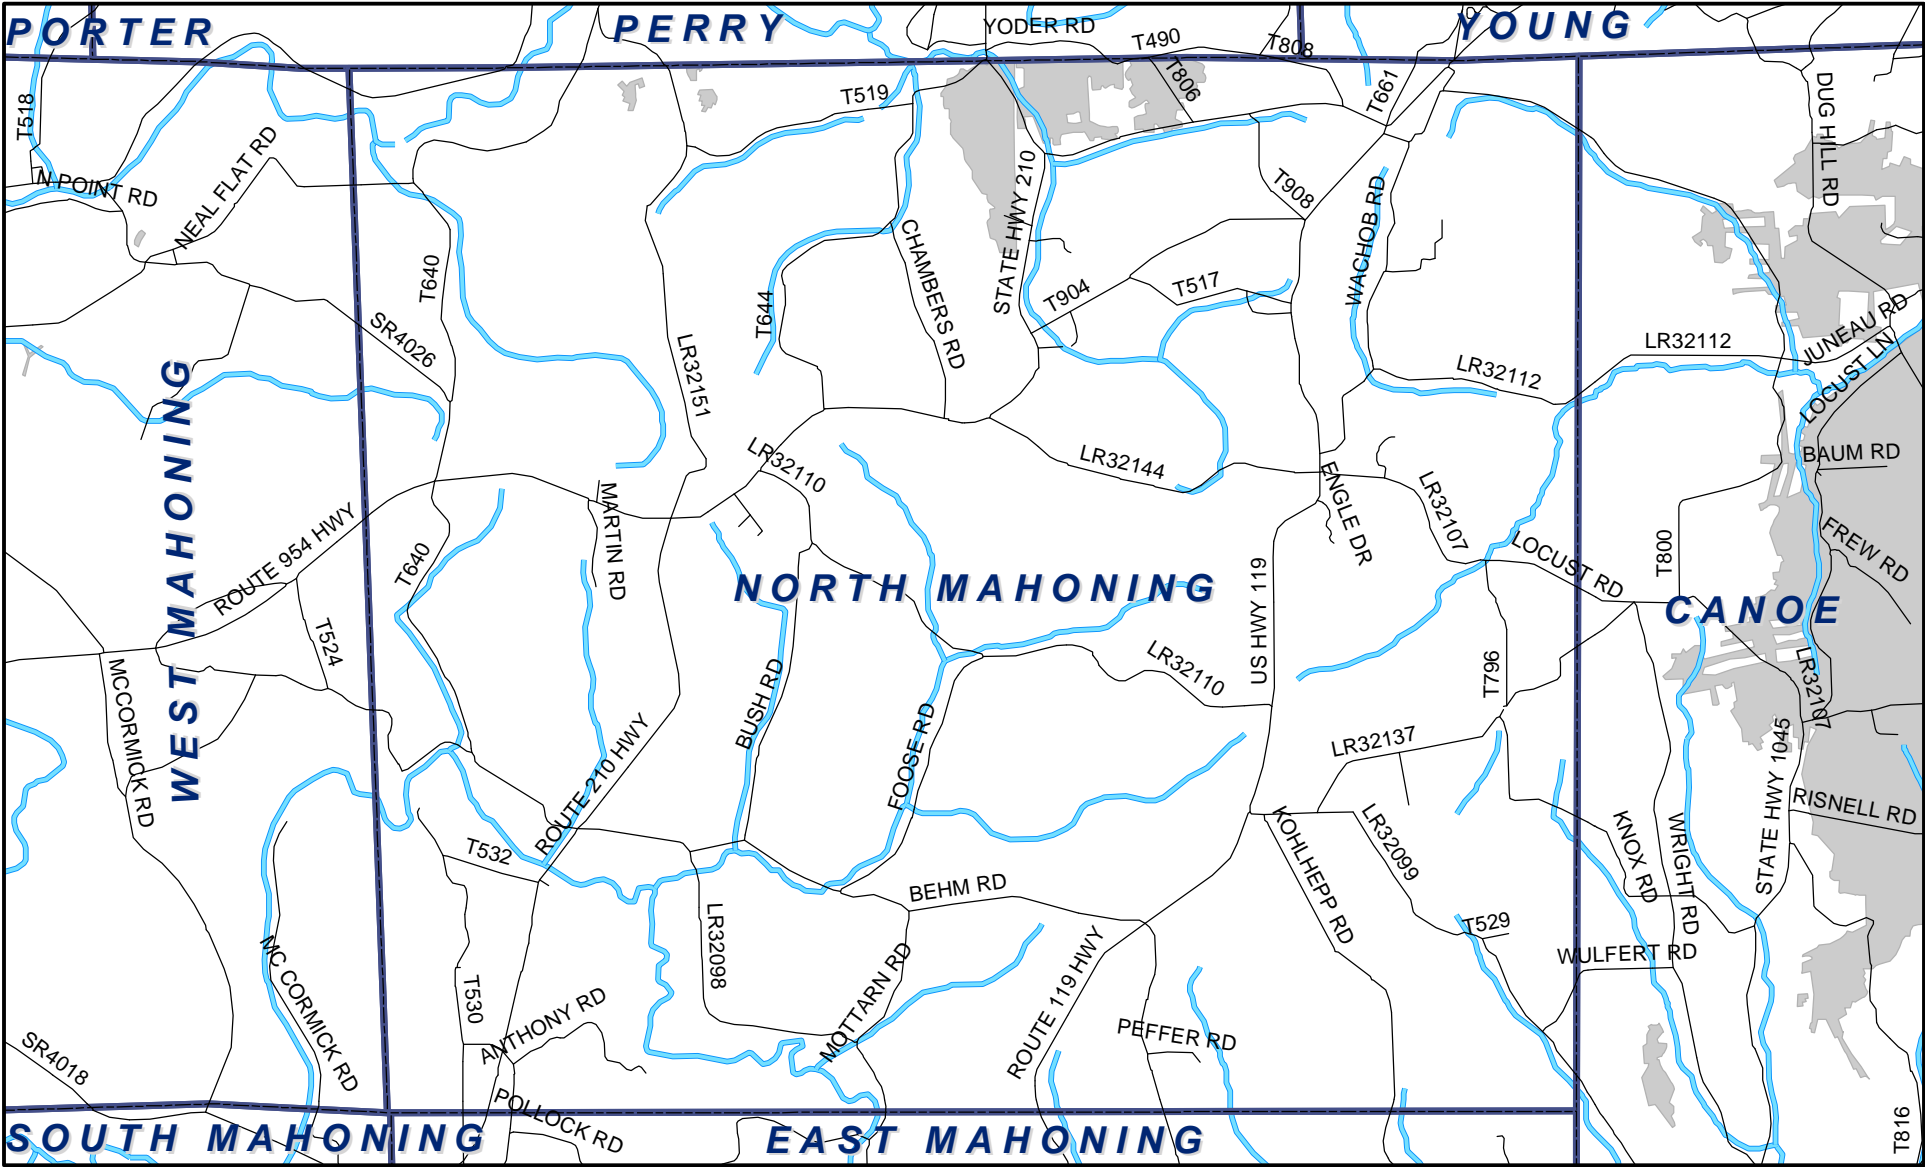 PORTER
PERRY
YODER RD
YOUNG
T490
T808
T518
T519
T806
T661
DUG HILL RD
N POINT RD
NEAL FLAT RD
STATE HWY 210
T908
WACHOB RD
T640
SR4026
T644
CHAMBERS RD
T904
T517
LR32151
LR32112
LR32112
JUNEAU RD
LOCUST LN
WEST MAHONING
LR32110
LR32144
BAUM RD
ENGLE DR
LR32107
ROUTE 954 HWY
MARTIN RD
T640
NORTH MAHONING
US HWY 119
LOCUST RD
T800
FREW RD
CANOE
T524
MCCORMICK RD
BUSH RD
LR32110
T796
LR32107
FOOSE RD
LR32137
STATE HWY 1045
ROUTE 210 HWY
T532
KOHLHEPP RD
LR32099
KNOX RD
WRIGHT RD
RISNELL RD
BEHM RD
LR32098
T529
WULFERT RD
MC CORMICK RD
T530
ANTHONY RD
MOTTARN RD
ROUTE 119 HWY
PEFFER RD
SR4018
POLLOCK RD
T816
SOUTH MAHONING
EAST MAHONING